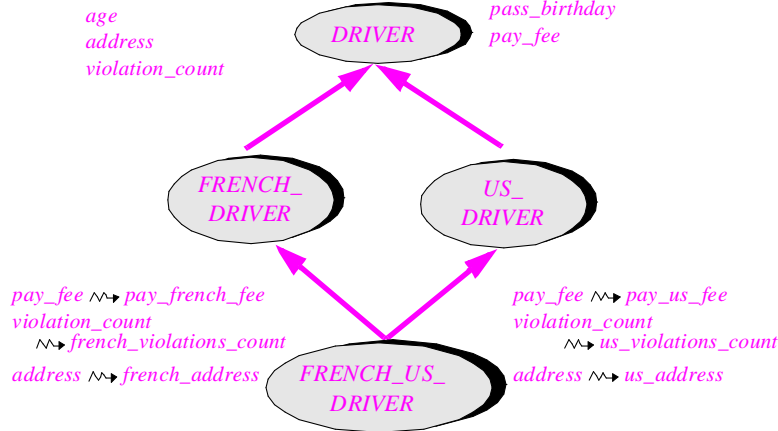 age
address
violation_count
DRIVER
pass_birthday
pay_fee
FRENCH_
DRIVER
US_
DRIVER
pay_fee pay_french_fee
violation_count
french_violations_count
address french_address
pay_fee pay_us_fee
violation_count
us_violations_count
address us_address
FRENCH_US_
DRIVER